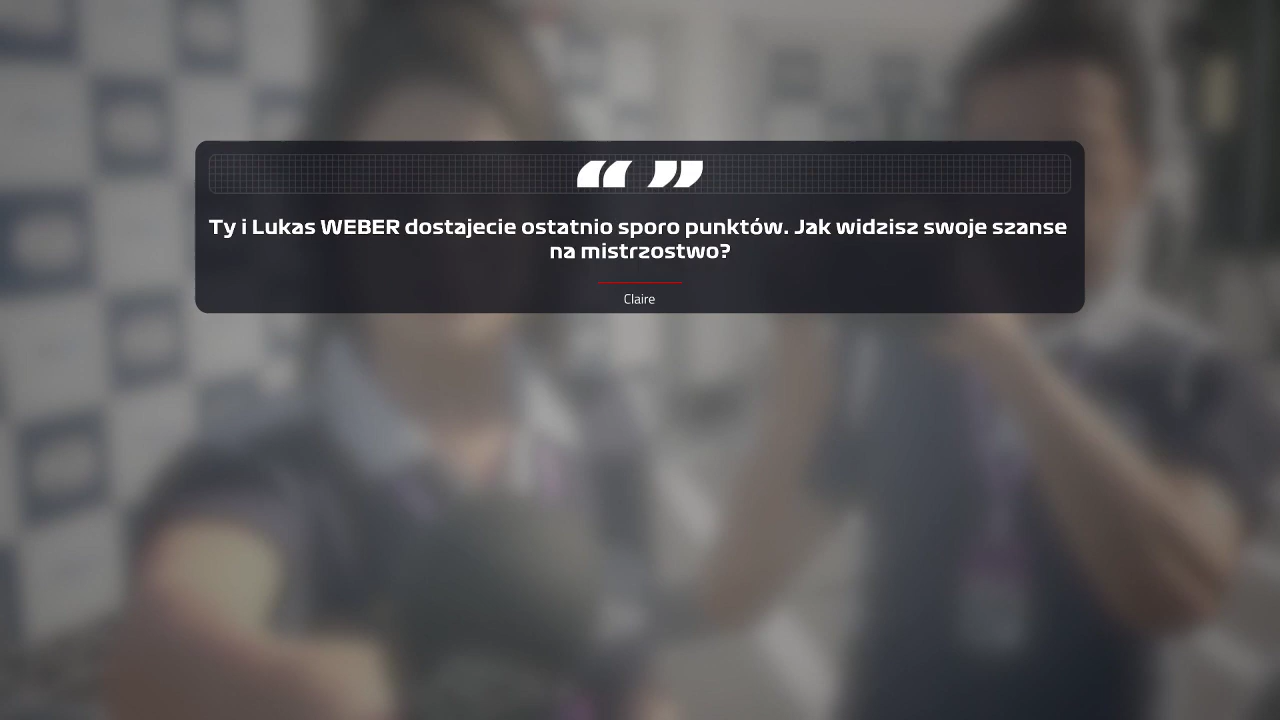 “ ”
Ty i Lukas WEBER dostajecie ostatnio sporo punktów. Jak widzisz swoje szanse
na mistrzostwo?
Claire